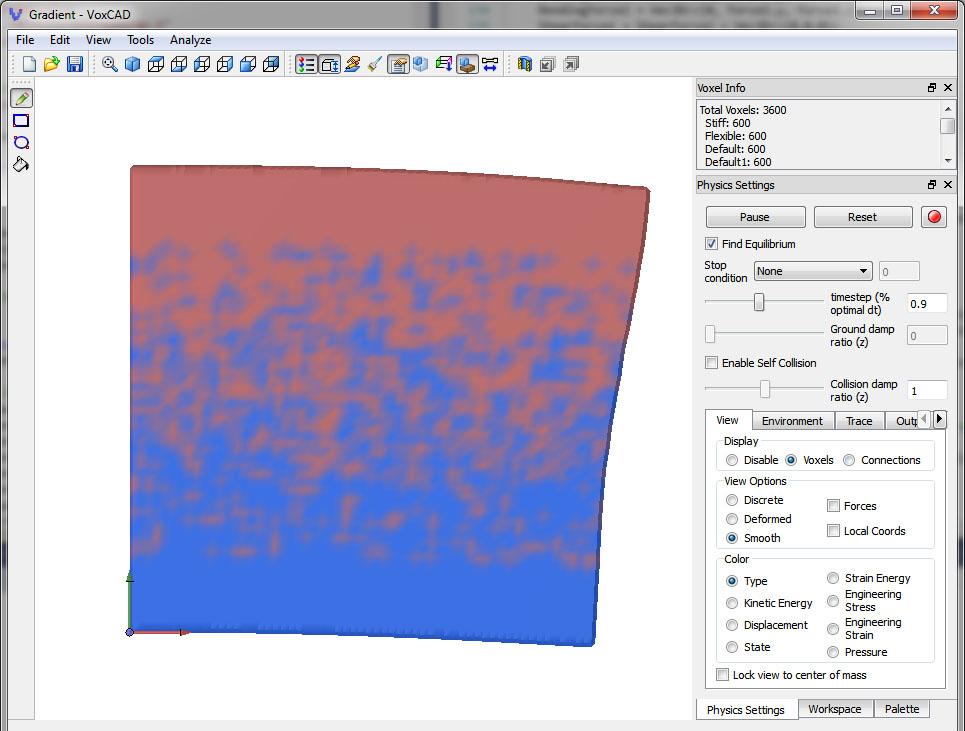 Gradient - VoxCAD
File Edit View Tools Analyze
Voxel Info
Total Voxels: 3600
Stiff: 600
Flexible: 600
Default: 600
Default1: 600
Physics Settings
Pause Reset
Find Equilibrium
Stop condition None 0
timestep (% optimal dt) 0.9
Ground damp ratio (z) 0
Enable Self Collision
Collision damp ratio (z) 1
View Environment Trace Outp
Display
Disable Voxels Connections
View Options
Discrete
Forces
Deformed
Local Coords
Smooth
Color
Type Strain Energy
Kinetic Energy Engineering Stress
Displacement Engineering Strain
State Pressure
Lock view to center of mass
Physics Settings Workspace Palette